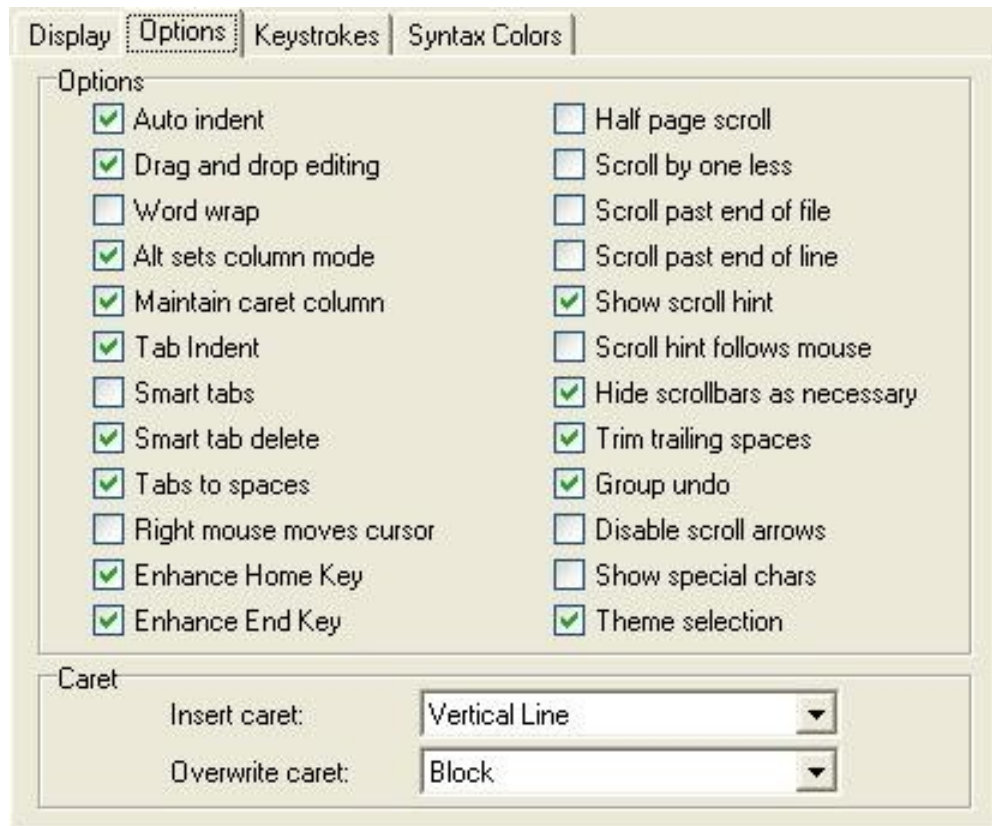 Display Options Keystrokes Syntax Colors
Options
Auto indent
Drag and drop editing
Word wrap
Alt sets column mode
Maintain caret column
Tab Indent
Smart tabs
Smart tab delete
Tabs to spaces
Right mouse moves cursor
Enhance Home Key
Enhance End Key
Half page scroll
Scroll by one less
Scroll past end of file
Scroll past end of line
Show scroll hint
Scroll hint follows mouse
Hide scrollbars as necessary
Trim trailing spaces
Group undo
Disable scroll arrows
Show special chars
Theme selection
Caret
Insert caret: Vertical Line
Overwrite caret: Block